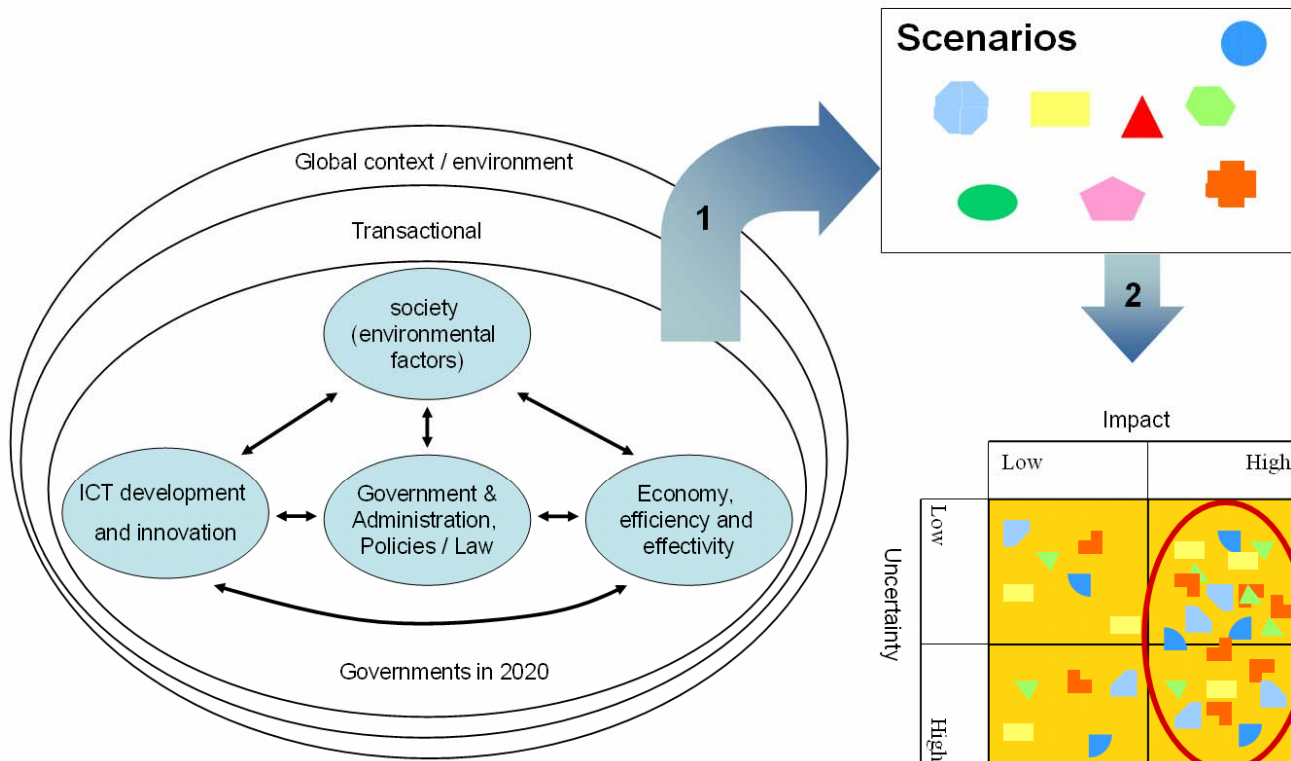 Scenarios
Global context / environment
Transactional
1
society
(environmental
factors)
2
ICT development
and innovation
Government &
Administration,
Policies / Law
Economy,
efficiency and
effectivity
Governments in 2020
Impact
Low
High
Uncertainty
Low
High